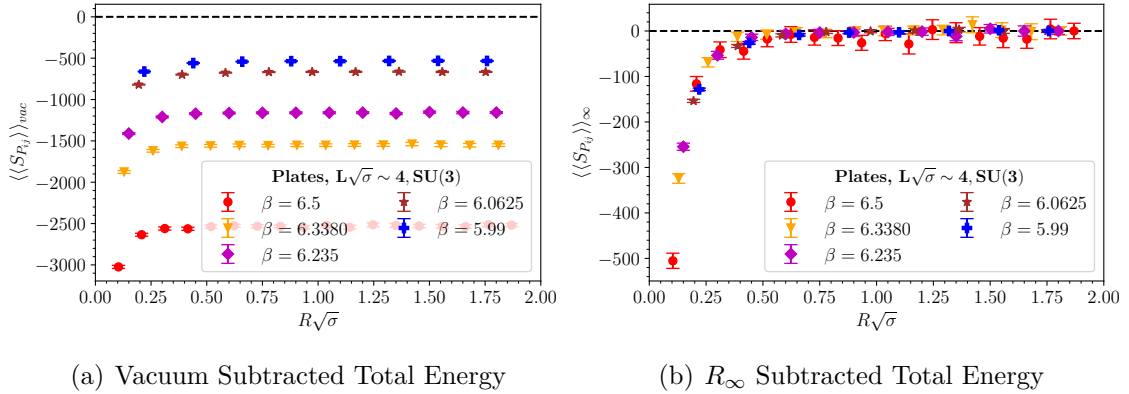 0
−500
−1000
−1500
−2000
−2500
−3000
⟨⟨S_{P_{ij}}⟩⟩_{vac}
Plates, L√σ ∼ 4, SU(3)
β = 6.5
β = 6.3380
β = 6.235
β = 6.0625
β = 5.99
0.00 0.25 0.50 0.75 1.00 1.25 1.50 1.75 2.00
R√σ
(a) Vacuum Subtracted Total Energy
0
−100
−200
−300
−400
−500
⟨⟨S_{P_{ij}}⟩⟩_∞
Plates, L√σ ∼ 4, SU(3)
β = 6.5
β = 6.3380
β = 6.235
β = 6.0625
β = 5.99
0.00 0.25 0.50 0.75 1.00 1.25 1.50 1.75 2.00
R√σ
(b) R_∞ Subtracted Total Energy